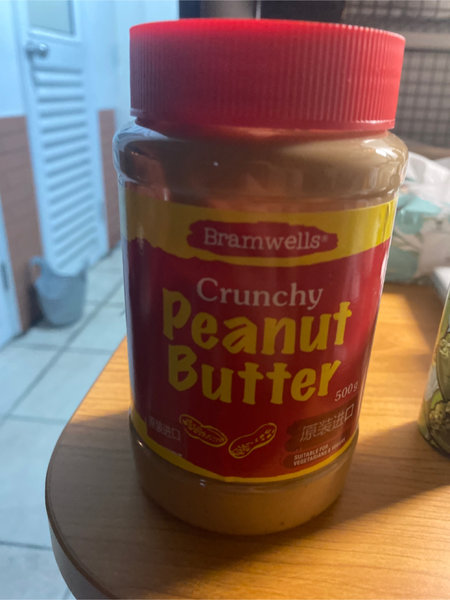 Bramwells®
Crunchy
Peanut
Butter
500g
原装进口
原装进口
SUITABLE FOR
VEGETARIANS & VEGANS